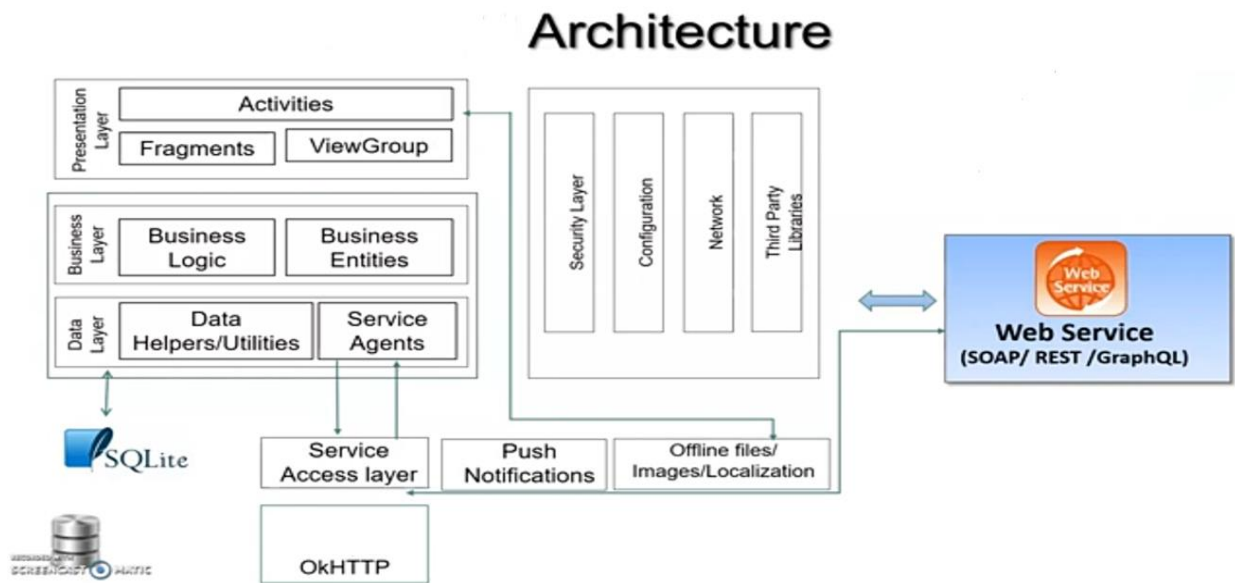 Architecture
Presentation
Layer
Activities
Fragments
ViewGroup
Business
Layer
Business
Logic
Business
Entities
Data
Layer
Data
Helpers/Utilities
Service
Agents
Security Layer
Configuration
Network
Third Party
Libraries
Web
Service
Web Service
(SOAP/ REST /GraphQL)
SQLite
Service
Access layer
Push
Notifications
Offline files/
Images/Localization
OkHTTP
RECORDED WITH
SCREENCAST MATIC